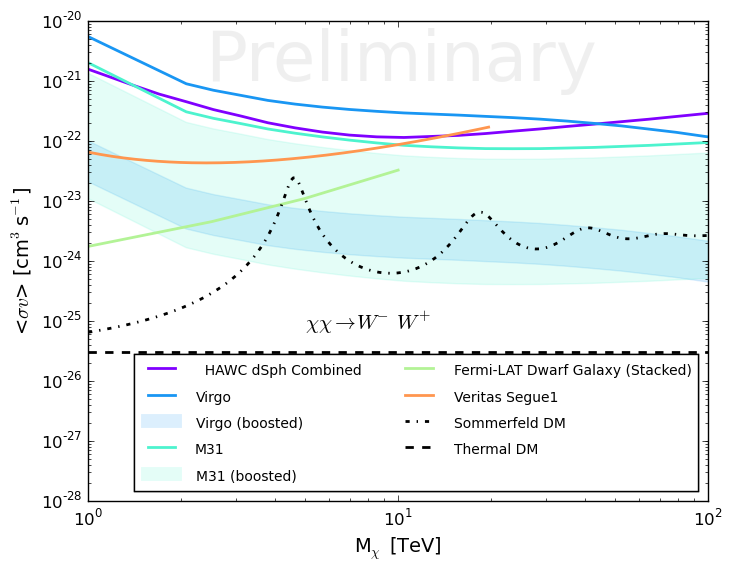 Preliminary
10^-20
10^-21
10^-22
10^-23
10^-24
10^-25
10^-26
10^-27
10^-28
<σv> [cm^3 s^-1]
χχ→W^- W^+
HAWC dSph Combined
Virgo
Virgo (boosted)
M31
M31 (boosted)
Fermi-LAT Dwarf Galaxy (Stacked)
Veritas Segue1
Sommerfeld DM
Thermal DM
10^0 10^1 10^2
M_χ [TeV]